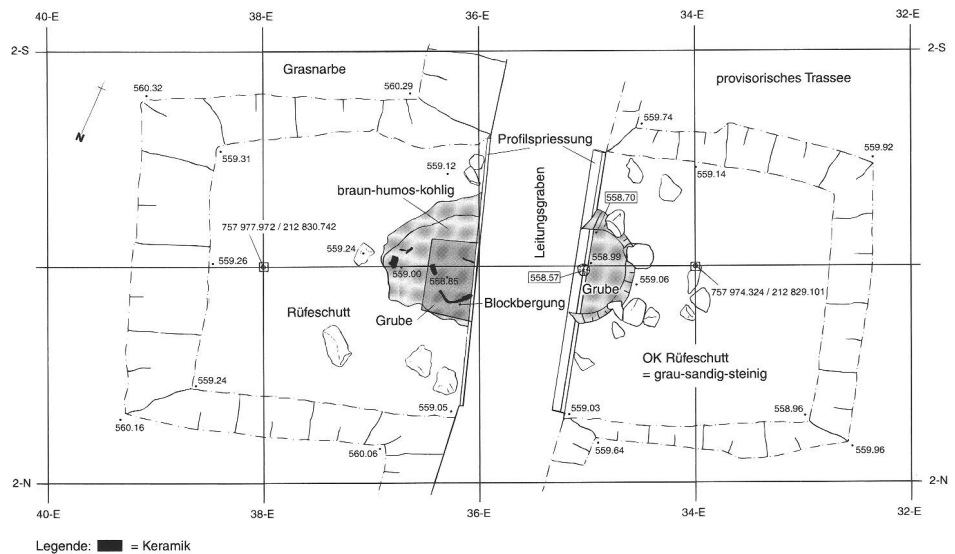 40-E
38-E
36-E
34-E
32-E
2-S
2-S
Grasnarbe
provisorisches Trassee
560.32
560.29
559.74
559.92
N
Profilspriessung
559.31
559.12
559.14
braun-humos-kohlig
Leitungsgraben
558.70
757 977.972 / 212 830.742
559.24
559.26
559.00
558.85
558.57
558.99
559.06
Grube
757 974.324 / 212 829.101
Rüfeschutt
Grube
Blockbergung
OK Rüfeschutt
= grau-sandig-steinig
559.24
559.05
559.03
558.96
560.16
560.06
559.64
559.96
2-N
2-N
40-E
38-E
36-E
34-E
32-E
Legende: = Keramik